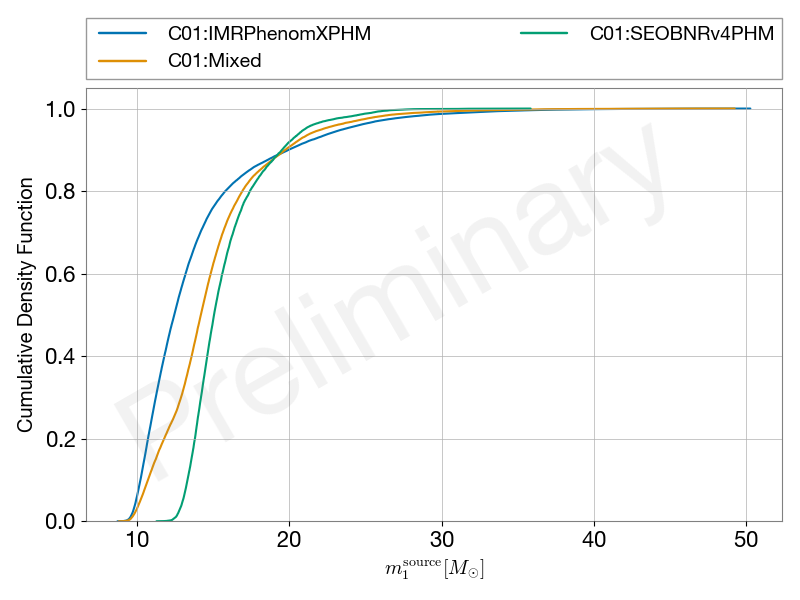 C01:IMRPhenomXPHM
C01:Mixed
C01:SEOBNRv4PHM
Cumulative Density Function
1.0
0.8
0.6
0.4
0.2
0.0
10 20 30 40 50
m₁^source [M☉]
Preliminary